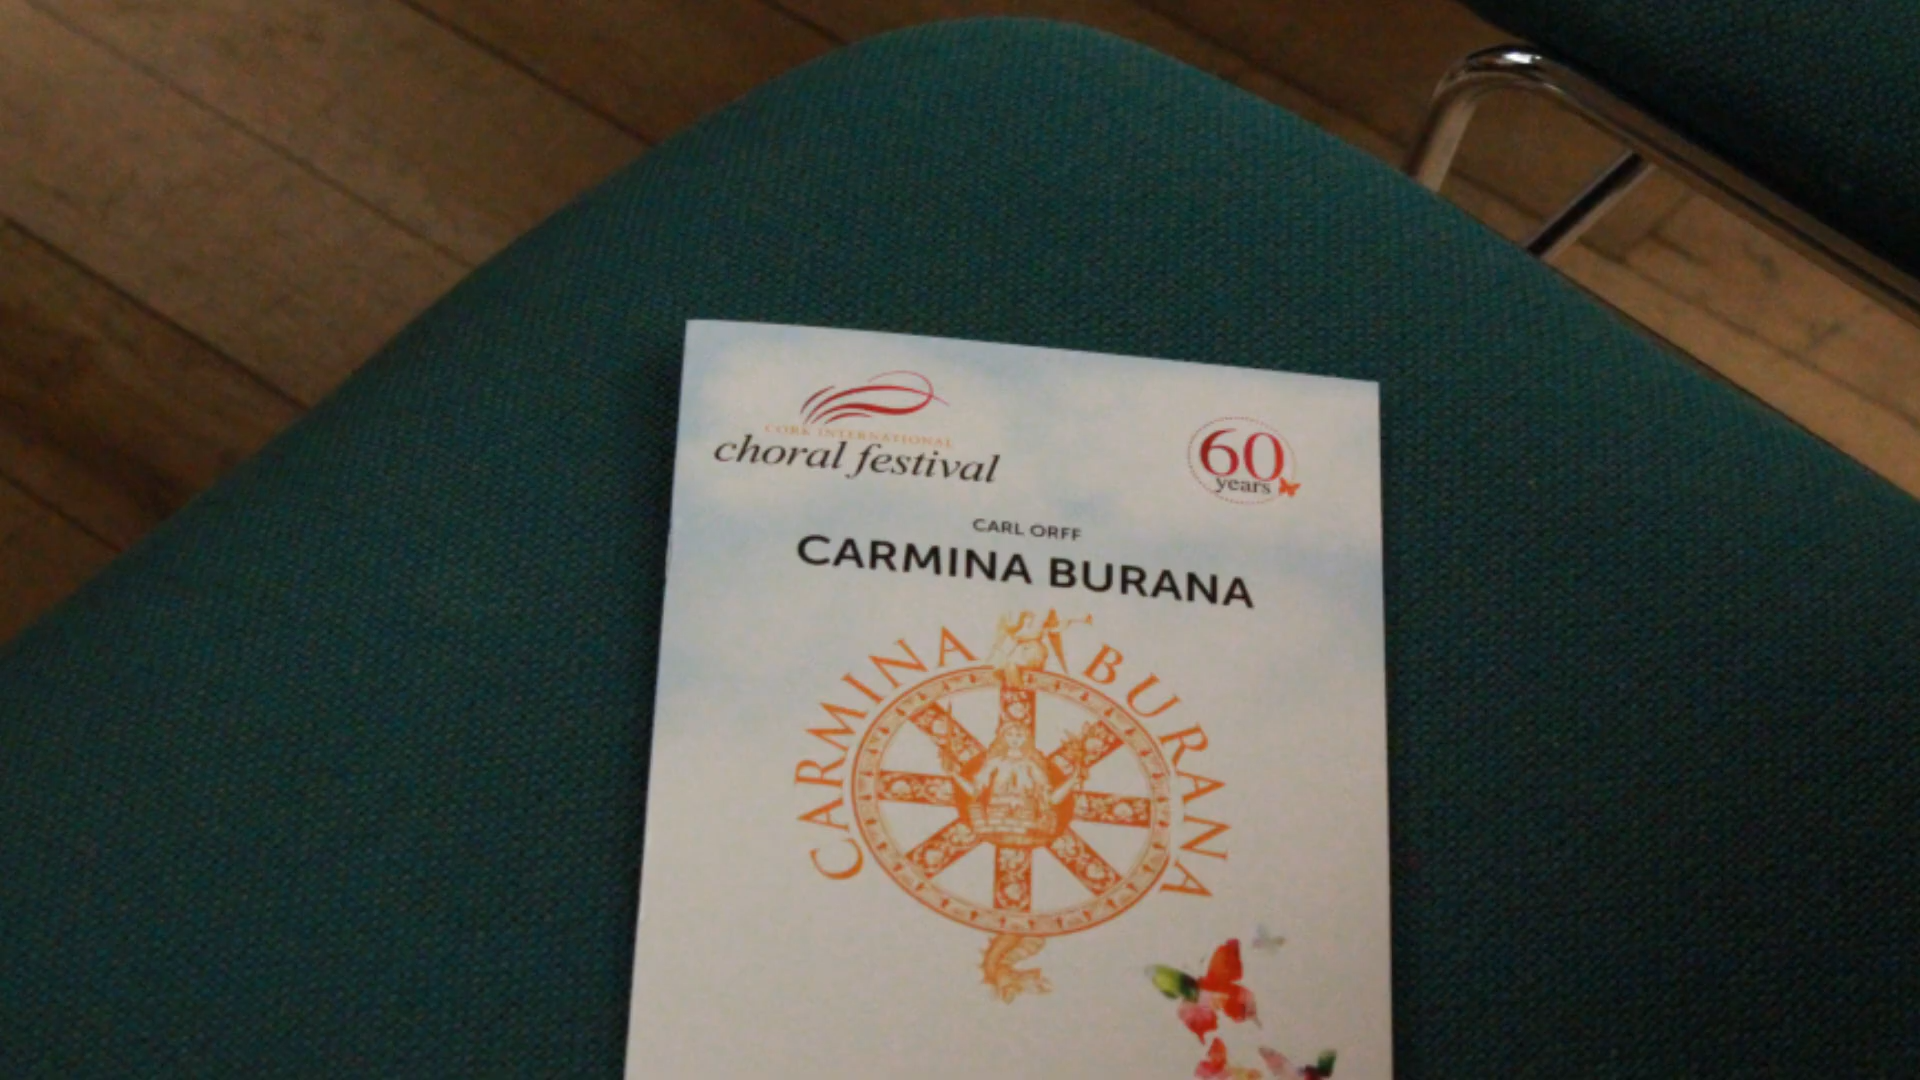 CORK INTERNATIONAL
choral festival
60
years
CARL ORFF
CARMINA BURANA
CARMINA BURANA